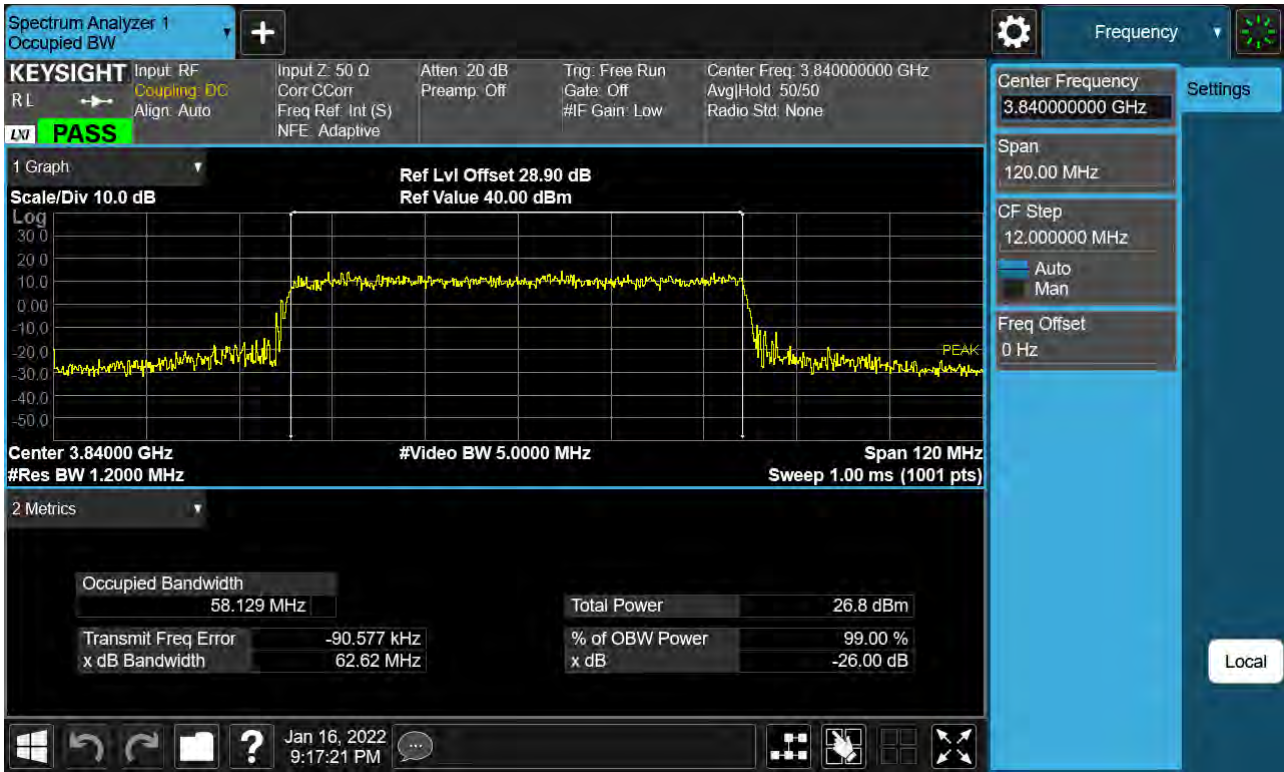 Spectrum Analyzer 1
Occupied BW
+
Frequency
KEYSIGHT
RL
LXI
PASS
Input: RF
Coupling: DC
Align: Auto
Input Z: 50 Ω
Corr CCorr
Freq Ref: Int (S)
NFE: Adaptive
Atten: 20 dB
Preamp: Off
Trig: Free Run
Gate: Off
#IF Gain: Low
Center Freq: 3.840000000 GHz
Avg|Hold: 50/50
Radio Std: None
Center Frequency
3.840000000 GHz
Settings
Span
120.00 MHz
CF Step
12.000000 MHz
Auto
Man
Freq Offset
0 Hz
Local
1 Graph
Scale/Div 10.0 dB
Ref Lvl Offset 28.90 dB
Ref Value 40.00 dBm
Log
30.0
20.0
10.0
0.00
-10.0
-20.0
-30.0
-40.0
-50.0
PEAK
Center 3.84000 GHz
#Video BW 5.0000 MHz
Span 120 MHz
#Res BW 1.2000 MHz
Sweep 1.00 ms (1001 pts)
2 Metrics
Occupied Bandwidth
58.129 MHz
Total Power 26.8 dBm
Transmit Freq Error -90.577 kHz
% of OBW Power 99.00 %
x dB Bandwidth 62.62 MHz
x dB -26.00 dB
?
Jan 16, 2022
9:17:21 PM